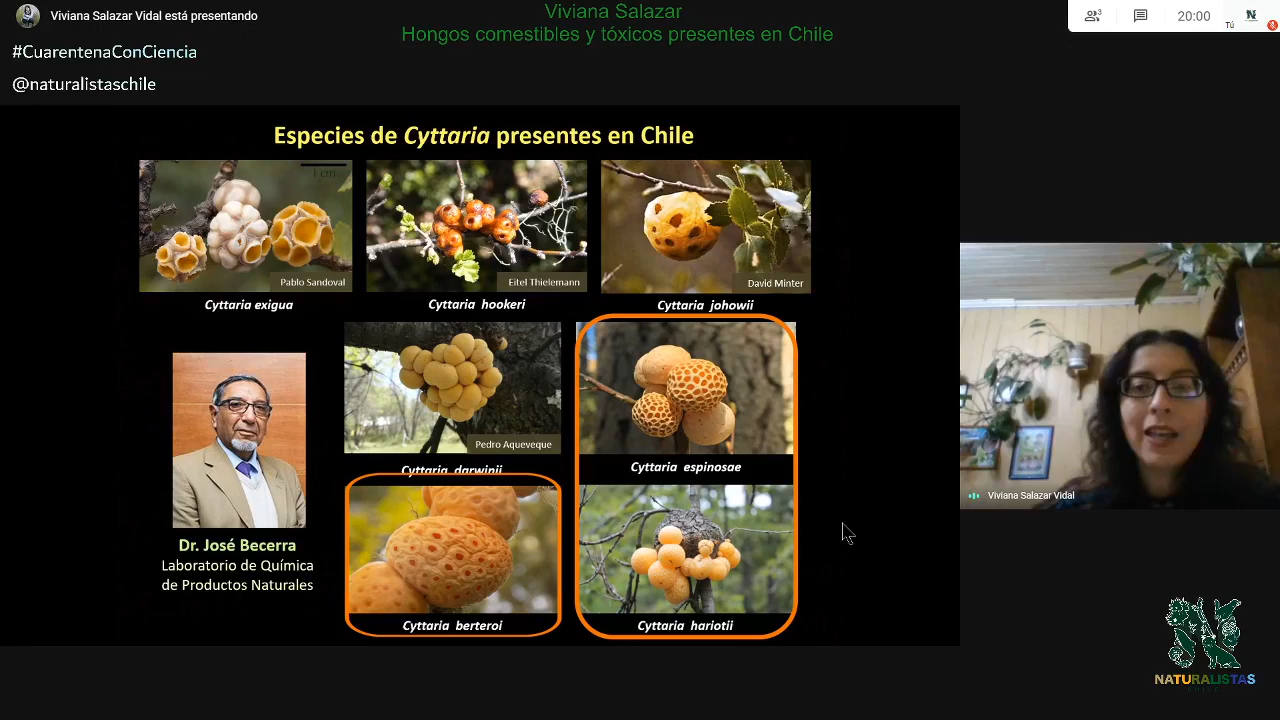 Viviana Salazar Vidal está presentando
Viviana Salazar
Hongos comestibles y tóxicos presentes en Chile
3
20:00
N
Tú
#CuarentenaConCiencia
@naturalistaschile
Especies de Cyttaria presentes en Chile
1 cm
Pablo Sandoval
Eitel Thielemann
David Minter
Cyttaria exigua
Cyttaria hookeri
Cyttaria johowii
Pedro Aqueveque
Cyttaria darwinii
Cyttaria espinosae
Viviana Salazar Vidal
Dr. José Becerra
Laboratorio de Química
de Productos Naturales
Cyttaria berteroi
Cyttaria hariotii
NATURALISTAS
CHILE